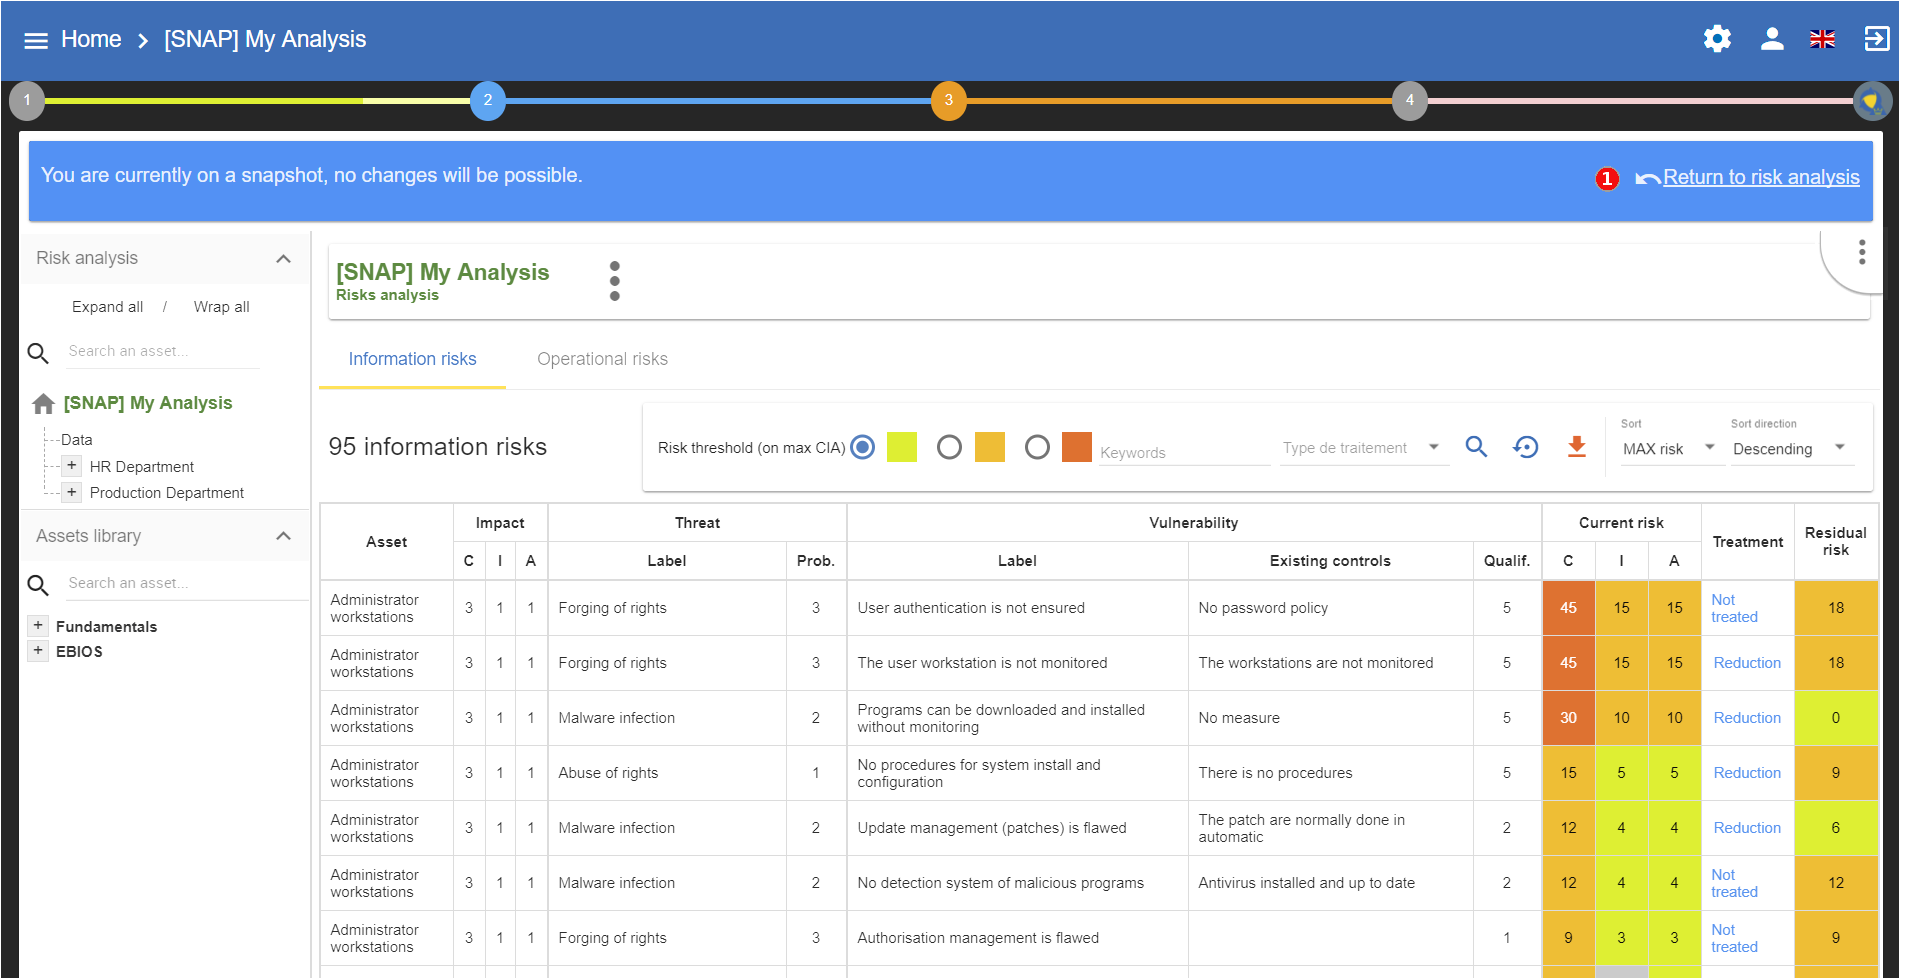 Home > [SNAP] My Analysis
1 2 3 4
You are currently on a snapshot, no changes will be possible.
1 Return to risk analysis
Risk analysis
Expand all / Wrap all
Search an asset...
[SNAP] My Analysis
Data
+ HR Department
+ Production Department
Assets library
Search an asset...
+ Fundamentals
+ EBIOS
[SNAP] My Analysis
Risks analysis
Information risks Operational risks
95 information risks
Risk threshold (on max CIA) Keywords Type de traitement
Sort
MAX risk
Sort direction
Descending
Asset Impact Threat Vulnerability Current risk Treatment Residual risk
C I A Label Prob. Label Existing controls Qualif. C I A
Administrator workstations 3 1 1 Forging of rights 3 User authentication is not ensured No password policy 5 45 15 15 Not treated 18
Administrator workstations 3 1 1 Forging of rights 3 The user workstation is not monitored The workstations are not monitored 5 45 15 15 Reduction 18
Administrator workstations 3 1 1 Malware infection 2 Programs can be downloaded and installed without monitoring No measure 5 30 10 10 Reduction 0
Administrator workstations 3 1 1 Abuse of rights 1 No procedures for system install and configuration There is no procedures 5 15 5 5 Reduction 9
Administrator workstations 3 1 1 Malware infection 2 Update management (patches) is flawed The patch are normally done in automatic 2 12 4 4 Reduction 6
Administrator workstations 3 1 1 Malware infection 2 No detection system of malicious programs Antivirus installed and up to date 2 12 4 4 Not treated 12
Administrator workstations 3 1 1 Forging of rights 3 Authorisation management is flawed 1 9 3 3 Not treated 9